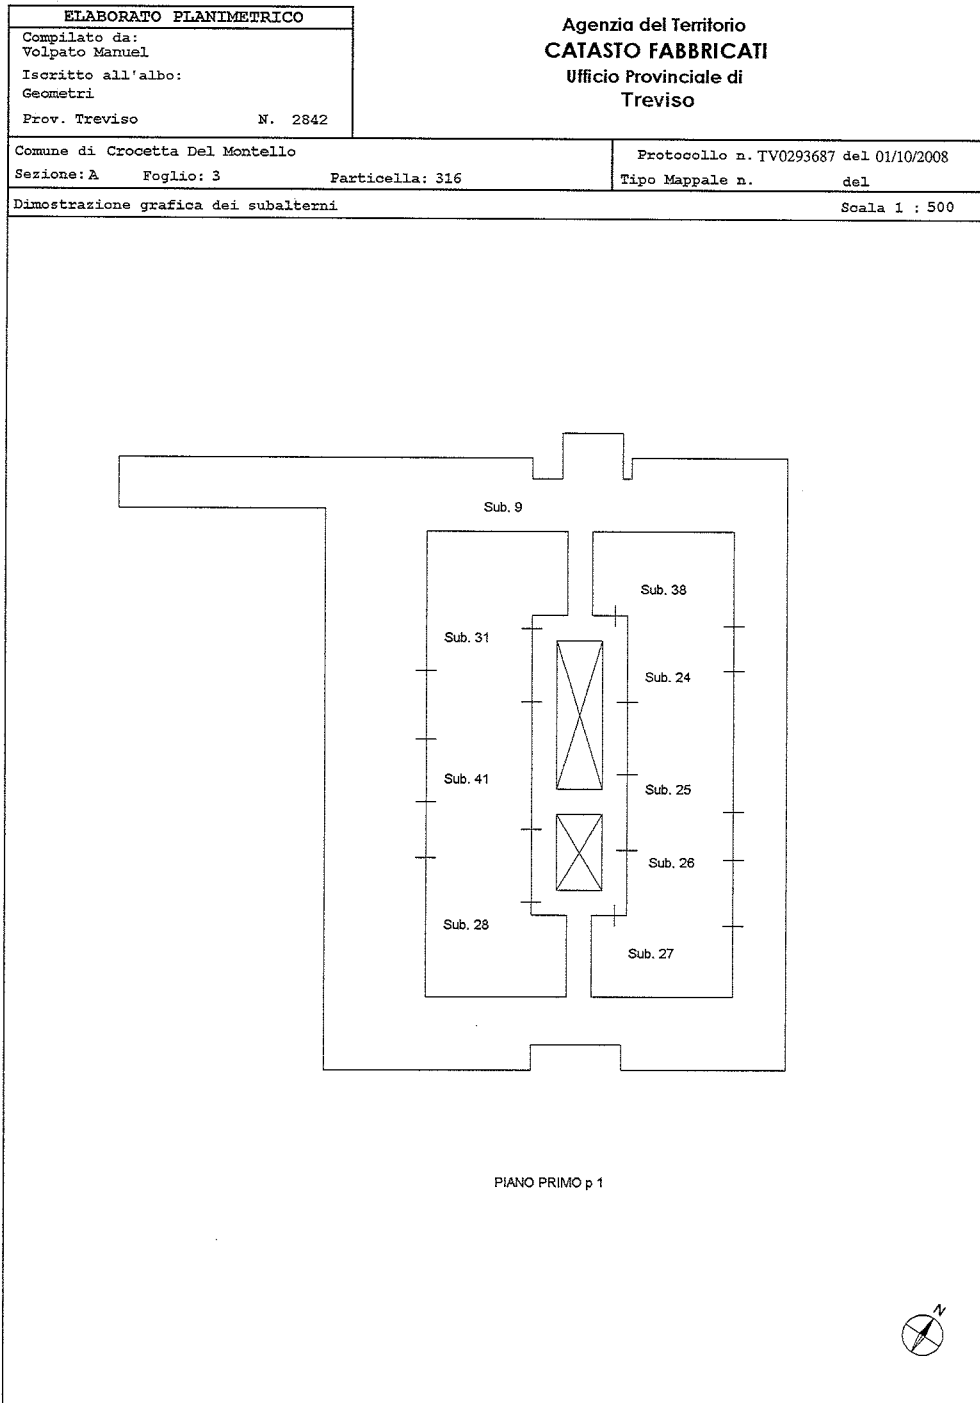 ELABORATO PLANIMETRICO
Compilato da:
Volpato Manuel
Iscritto all'albo:
Geometri
Prov. Treviso N. 2842
Agenzia del Territorio
CATASTO FABBRICATI
Ufficio Provinciale di
Treviso
Comune di Crocetta Del Montello
Sezione: A Foglio: 3 Particella: 316
Protocollo n. TV0293687 del 01/10/2008
Tipo Mappale n. del
Dimostrazione grafica dei subalterni Scala 1 : 500
Sub. 9
Sub. 38
Sub. 31
Sub. 24
Sub. 41
Sub. 25
Sub. 26
Sub. 28
Sub. 27
PIANO PRIMO p 1
N